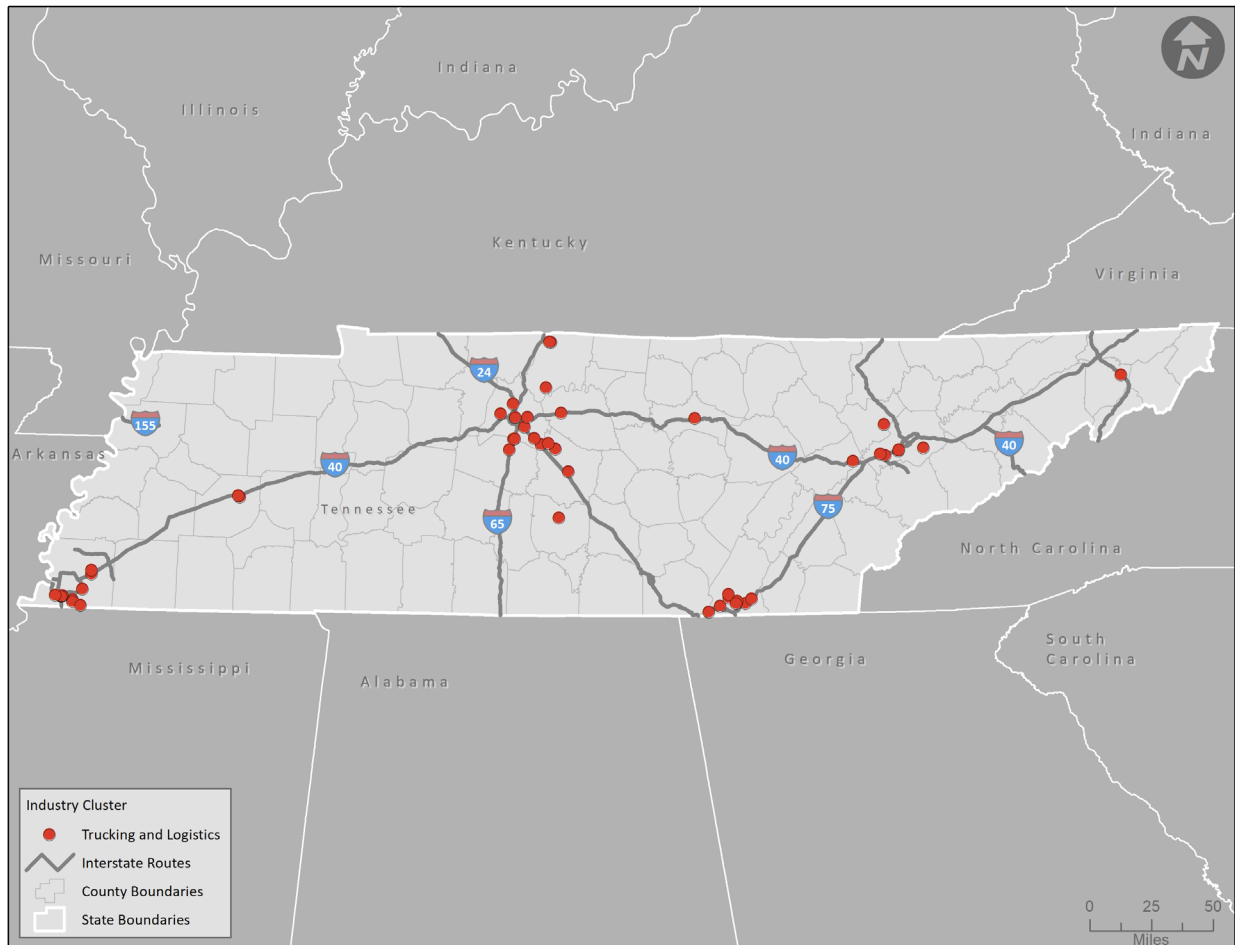 N
Indiana
Illinois
Indiana
Kentucky
Missouri
Virginia
24
155
Arkansas
40
40
40
Tennessee
65
75
North Carolina
Mississippi
Alabama
Georgia
South
Carolina
Industry Cluster
Trucking and Logistics
Interstate Routes
County Boundaries
State Boundaries
0 25 50
Miles